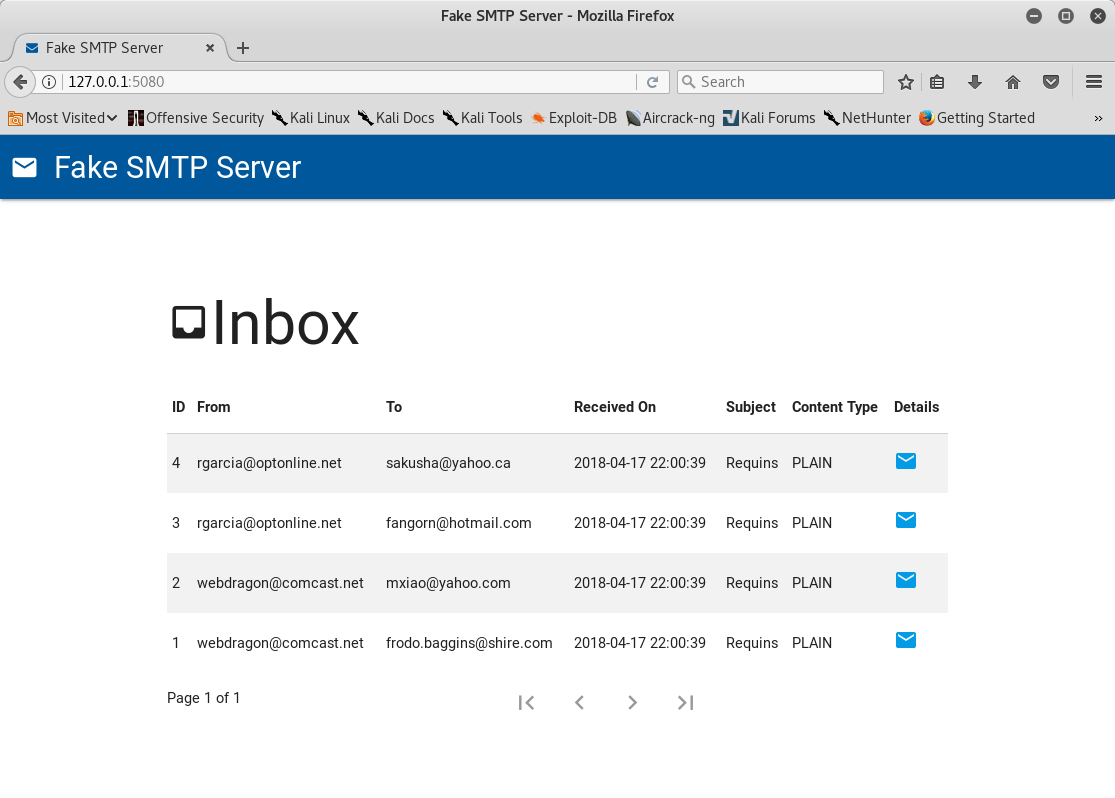 Fake SMTP Server - Mozilla Firefox
Fake SMTP Server
127.0.0.1:5080 Search
Most Visited Offensive Security Kali Linux Kali Docs Kali Tools Exploit-DB Aircrack-ng Kali Forums NetHunter Getting Started
Fake SMTP Server
Inbox
ID From To Received On Subject Content Type Details
4 rgarcia@optonline.net sakusha@yahoo.ca 2018-04-17 22:00:39 Requins PLAIN
3 rgarcia@optonline.net fangorn@hotmail.com 2018-04-17 22:00:39 Requins PLAIN
2 webdragon@comcast.net mxiao@yahoo.com 2018-04-17 22:00:39 Requins PLAIN
1 webdragon@comcast.net frodo.baggins@shire.com 2018-04-17 22:00:39 Requins PLAIN
Page 1 of 1